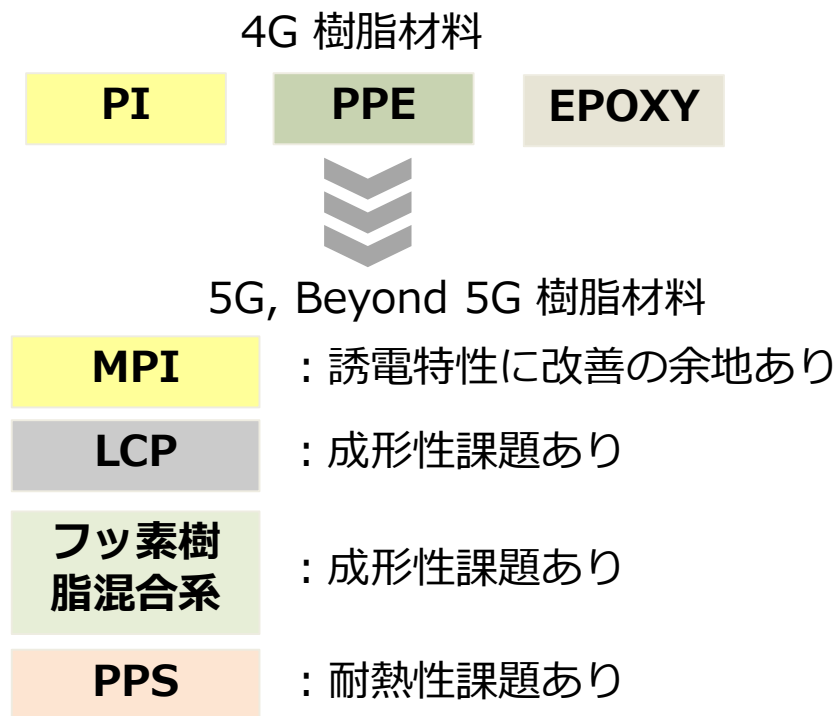 4G 樹脂材料
PI PPE EPOXY
5G, Beyond 5G 樹脂材料
MPI :誘電特性に改善の余地あり
LCP :成形性課題あり
フッ素樹
脂混合系 :成形性課題あり
PPS :耐熱性課題あり